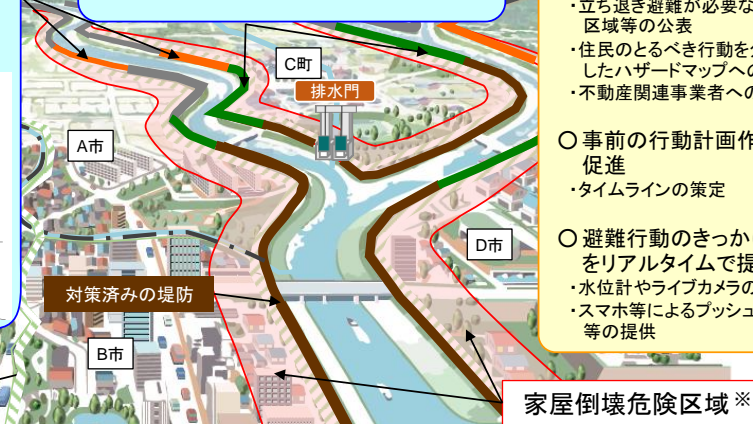 C町
排水門
A市
D市
対策済みの堤防
B市
家屋倒壊危険区域※
・立ち退き避難が必要な
区域等の公表
・住民のとるべき行動を
したハザードマップへの
・不動産関連事業者への
〇事前の行動計画作
促進
・タイムラインの策定
〇避難行動のきっか
をリアルタイムで提
・水位計やライブカメラの
・スマホ等によるプッシュ
等の提供